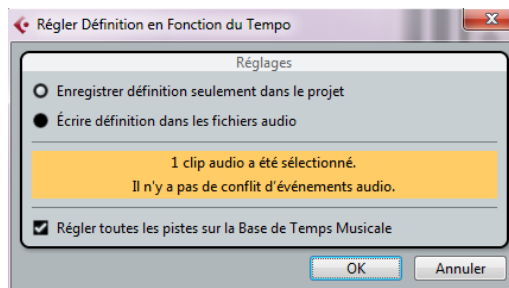 Régler Définition en Fonction du Tempo
Réglages
Enregistrer définition seulement dans le projet
Écrire définition dans les fichiers audio
1 clip audio a été sélectionné.
Il n'y a pas de conflit d'événements audio.
Régler toutes les pistes sur la Base de Temps Musicale
OK Annuler